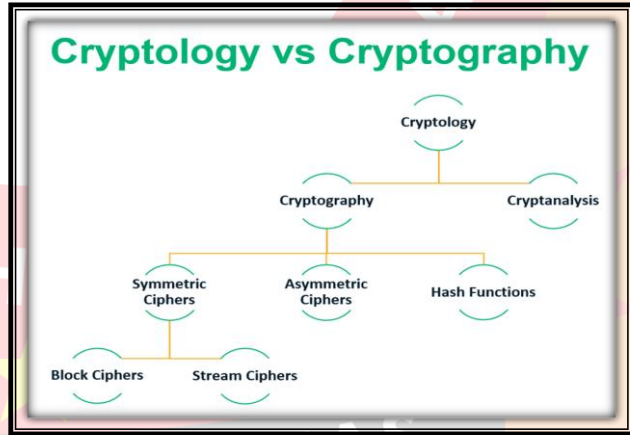 Cryptology vs Cryptography
Cryptology
Cryptography
Cryptanalysis
Symmetric
Ciphers
Asymmetric
Ciphers
Hash Functions
Block Ciphers
Stream Ciphers